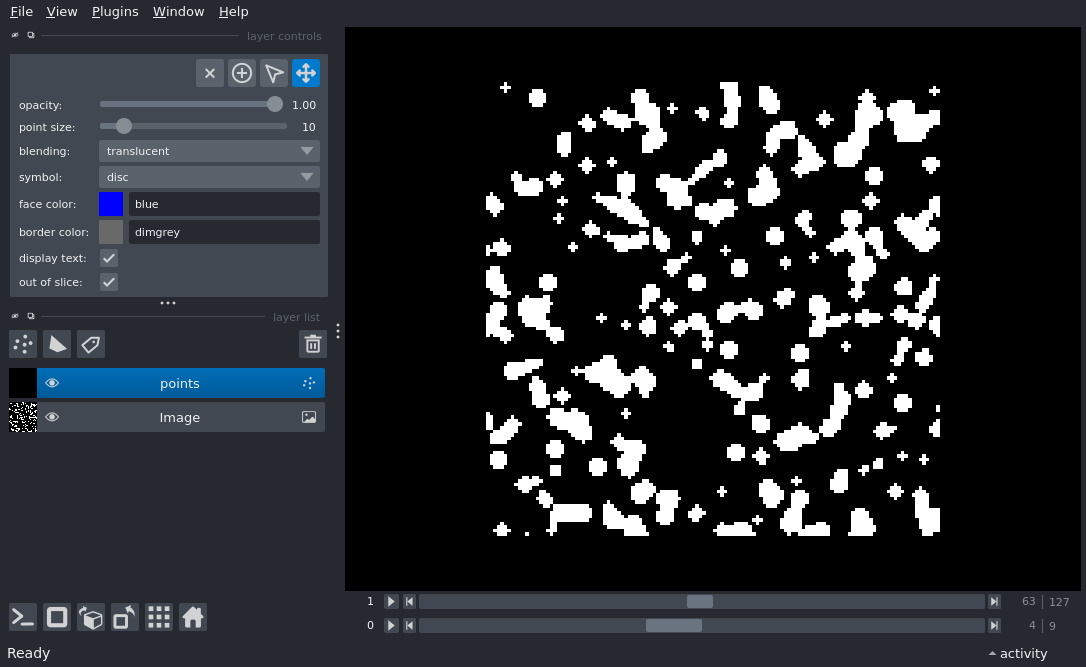 File View Plugins Window Help
layer controls
opacity: 1.00
point size: 10
blending: translucent
symbol: disc
face color: blue
border color: dimgrey
display text:
out of slice:
layer list
points
Image
1 63 | 127
0 4 | 9
Ready activity